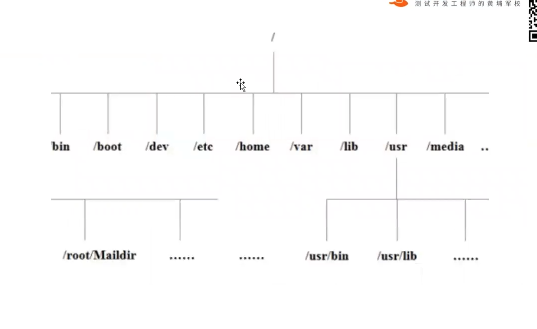 测试开发工程师的黄埔军校
/
/bin /boot /dev /etc /home /var /lib /usr /media ..
/root/Maildir ...... ...... /usr/bin /usr/lib ......